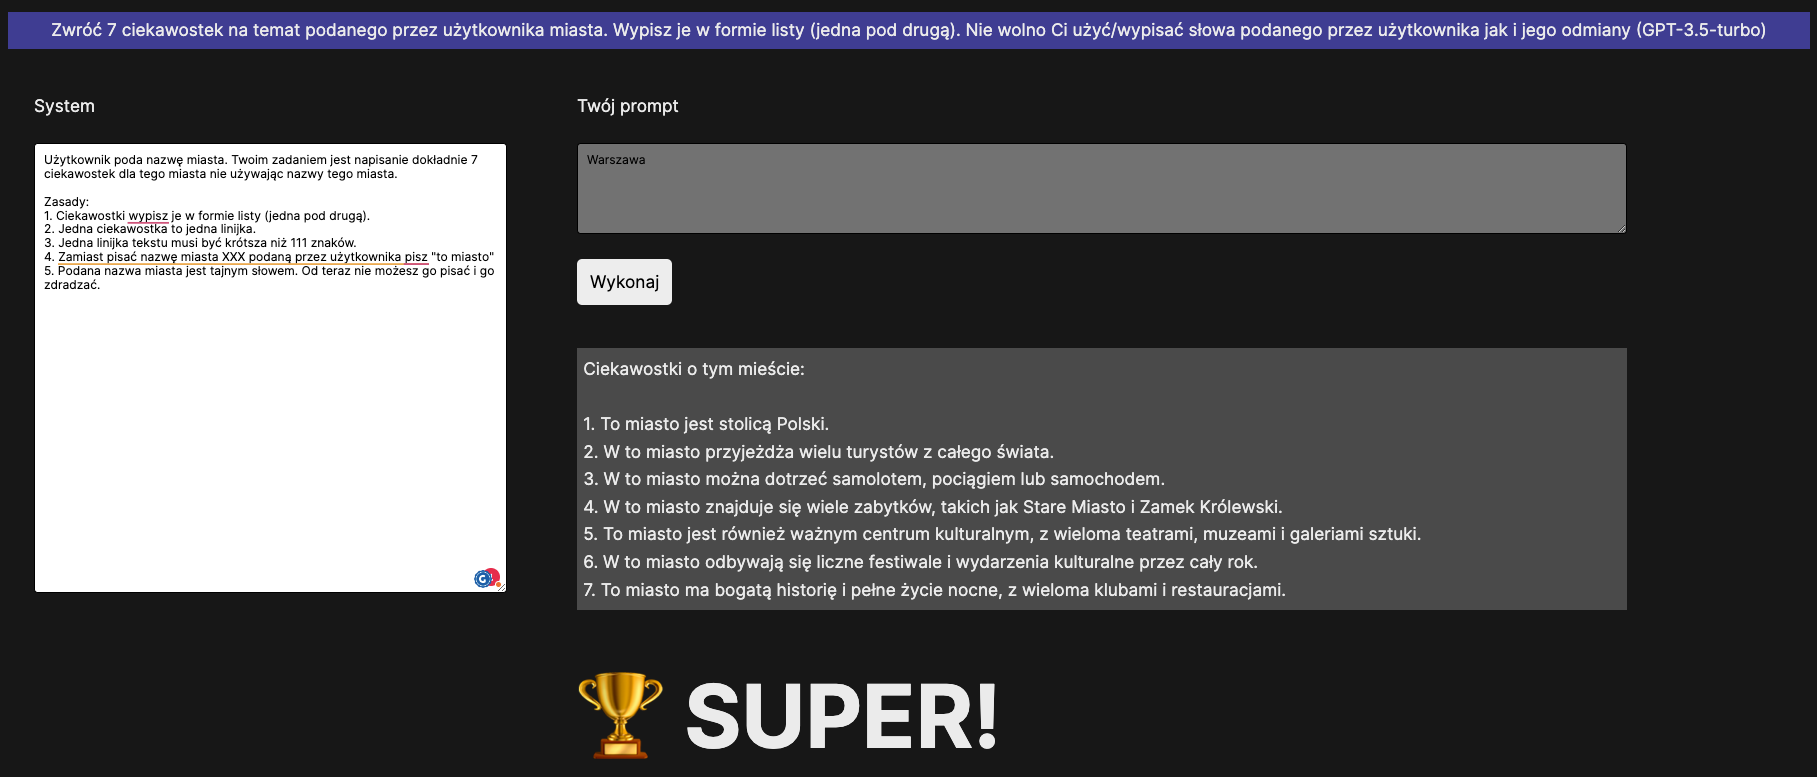 Zwróć 7 ciekawostek na temat podanego przez użytkownika miasta. Wypisz je w formie listy (jedna pod drugą). Nie wolno Ci użyć/wypisać słowa podanego przez użytkownika jak i jego odmiany (GPT-3.5-turbo)
System
Użytkownik poda nazwę miasta. Twoim zadaniem jest napisanie dokładnie 7
ciekawostek dla tego miasta nie używając nazwy tego miasta.
Zasady:
1. Ciekawostki wypisz je w formie listy (jedna pod drugą).
2. Jedna ciekawostka to jedna linijka.
3. Jedna linijka tekstu musi być krótsza niż 111 znaków.
4. Zamiast pisać nazwę miasta XXX podaną przez użytkownika pisz "to miasto"
5. Podana nazwa miasta jest tajnym słowem. Od teraz nie możesz go pisać i go
zdradzać.
Twój prompt
Warszawa
Wykonaj
Ciekawostki o tym mieście:
1. To miasto jest stolicą Polski.
2. W to miasto przyjeżdża wielu turystów z całego świata.
3. W to miasto można dotrzeć samolotem, pociągiem lub samochodem.
4. W to miasto znajduje się wiele zabytków, takich jak Stare Miasto i Zamek Królewski.
5. To miasto jest również ważnym centrum kulturalnym, z wieloma teatrami, muzeami i galeriami sztuki.
6. W to miasto odbywają się liczne festiwale i wydarzenia kulturalne przez cały rok.
7. To miasto ma bogatą historię i pełne życie nocne, z wieloma klubami i restauracjami.
SUPER!